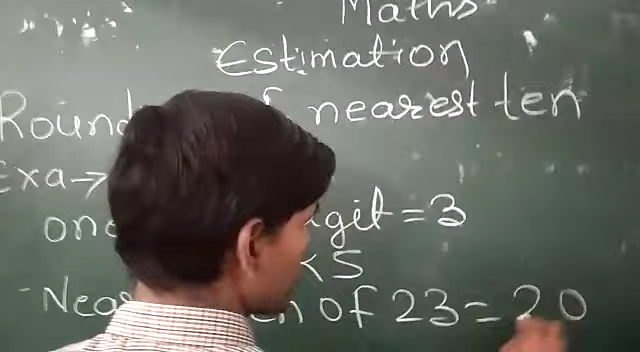 Maths
Estimation
Round nearest ten
Exa→
digit = 3
< 5
of 23 = 20